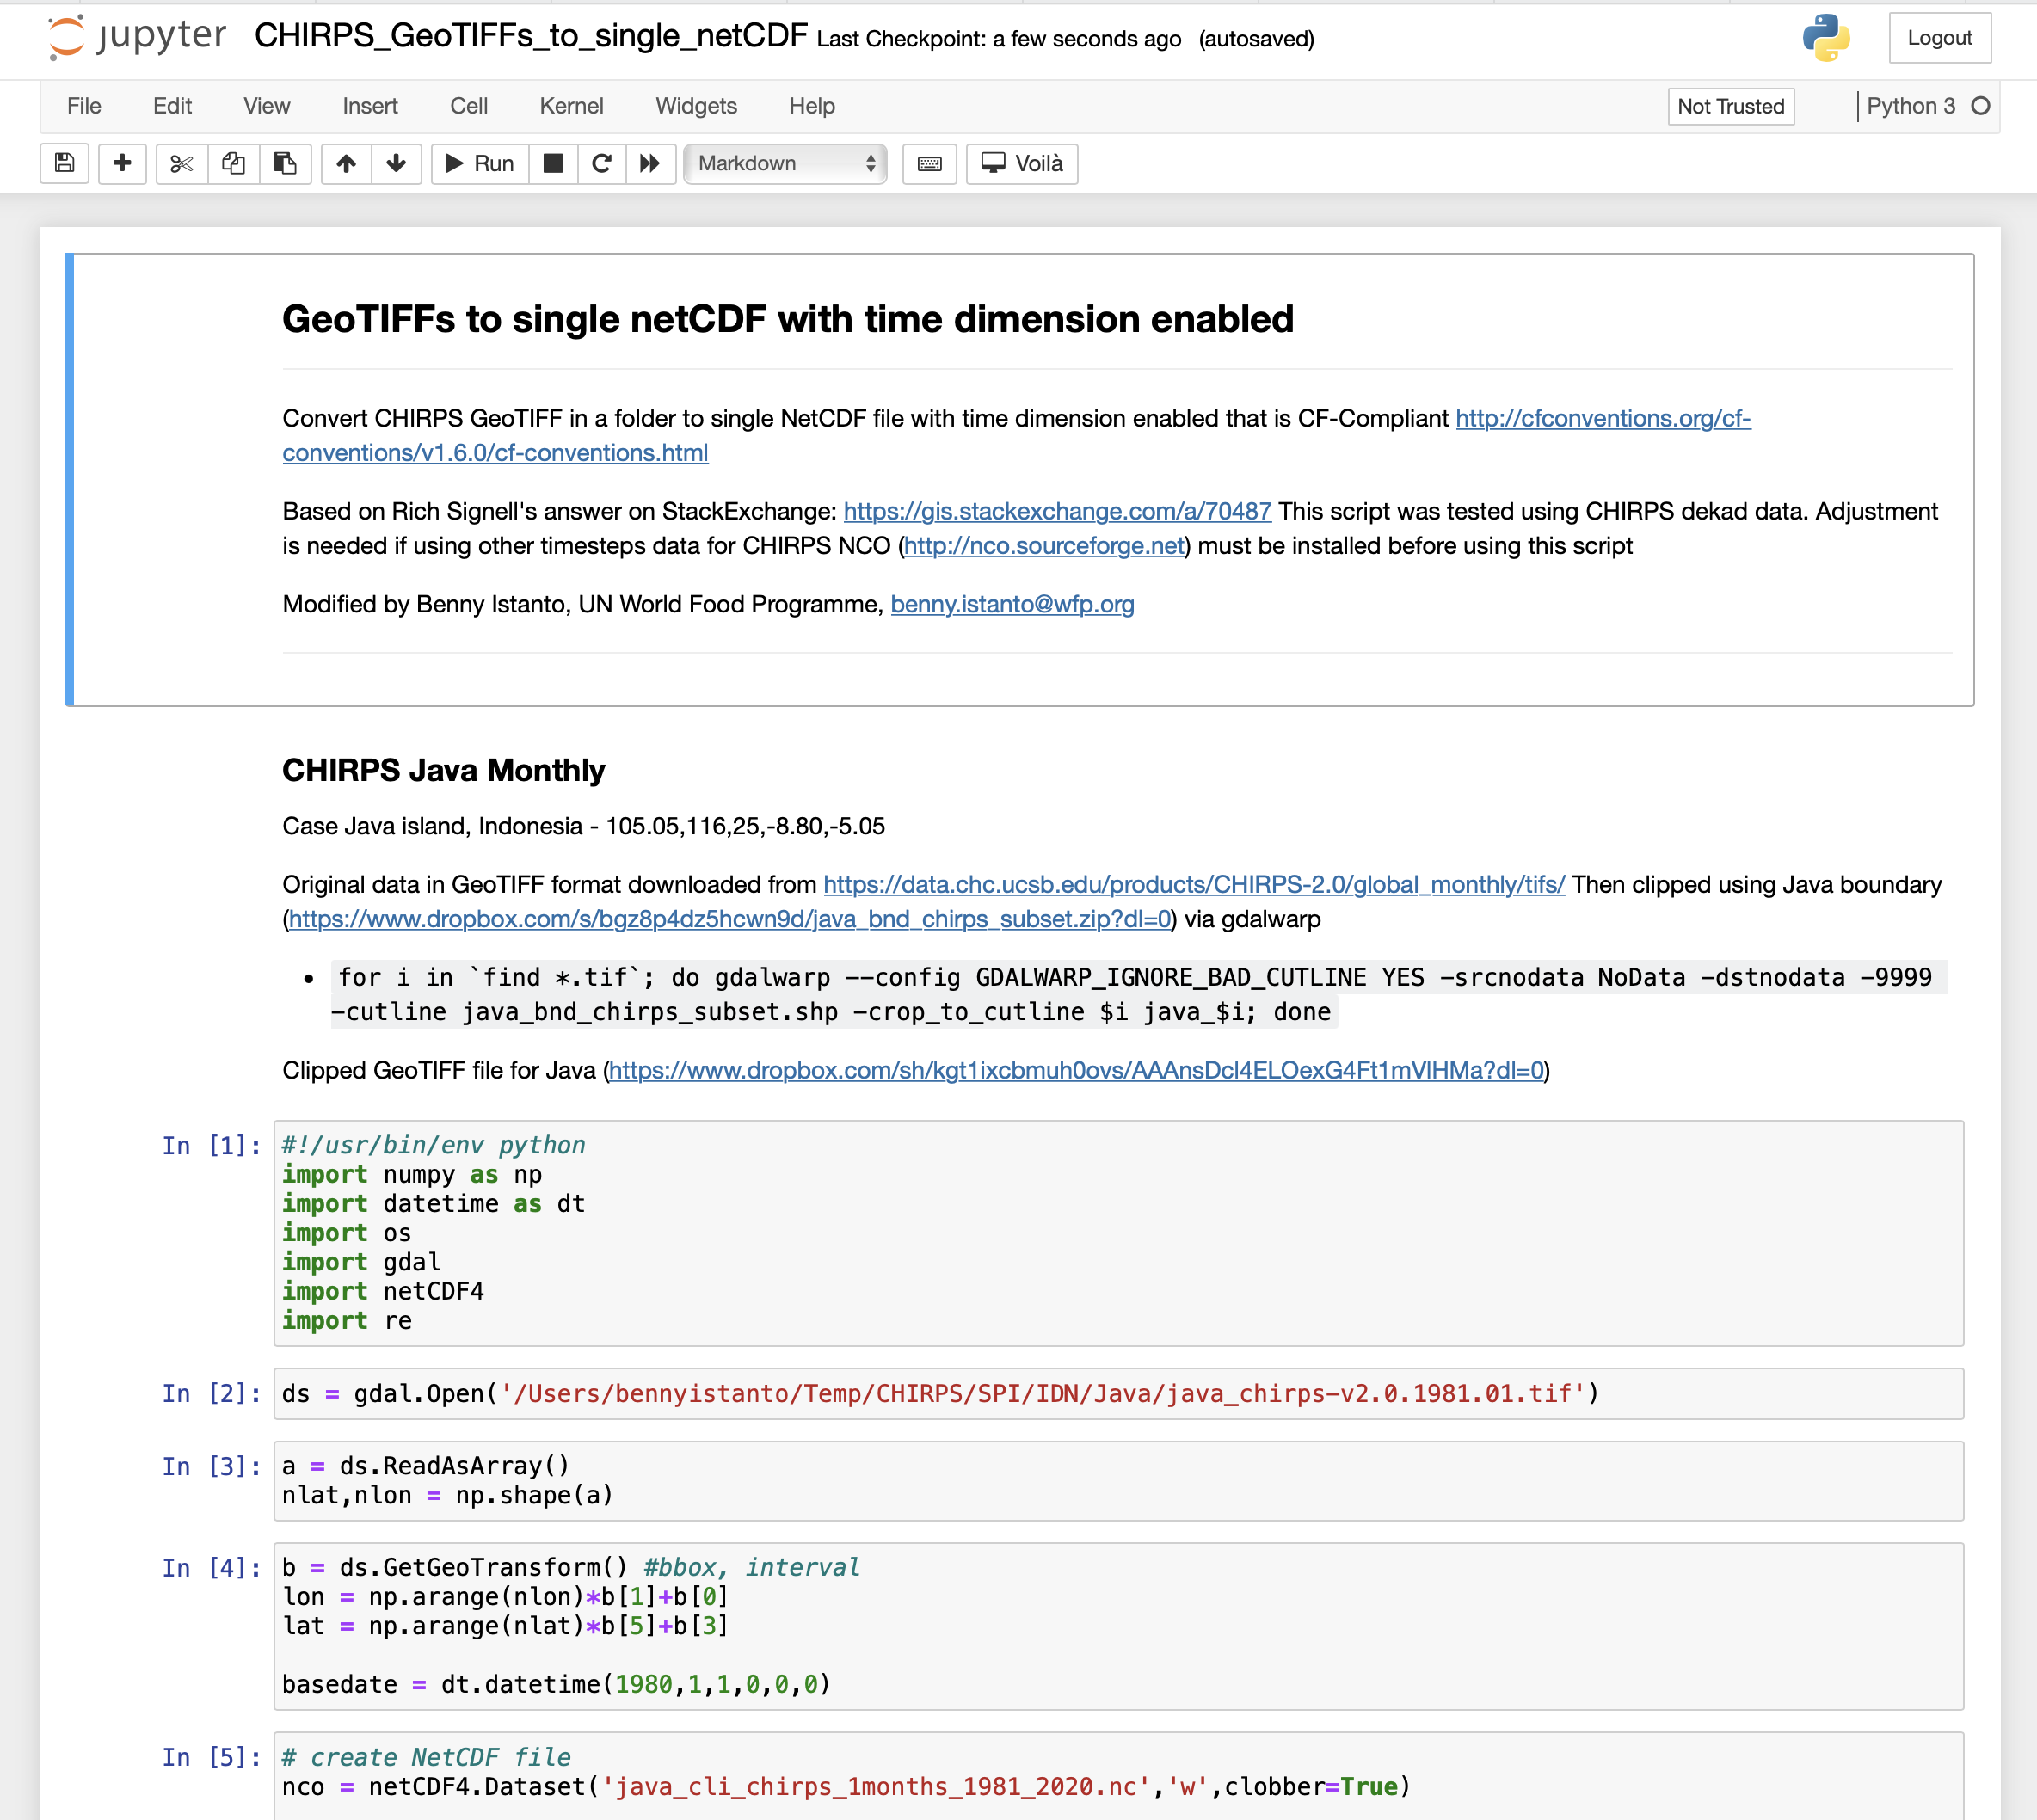 jupyter CHIRPS_GeoTIFFs_to_single_netCDF Last Checkpoint: a few seconds ago (autosaved)
Logout
File Edit View Insert Cell Kernel Widgets Help
Not Trusted
Python 3
Run
Markdown
Voilà
GeoTIFFs to single netCDF with time dimension enabled
Convert CHIRPS GeoTIFF in a folder to single NetCDF file with time dimension enabled that is CF-Compliant http://cfconventions.org/cf-
conventions/v1.6.0/cf-conventions.html
Based on Rich Signell's answer on StackExchange: https://gis.stackexchange.com/a/70487 This script was tested using CHIRPS dekad data. Adjustment
is needed if using other timesteps data for CHIRPS NCO (http://nco.sourceforge.net) must be installed before using this script
Modified by Benny Istanto, UN World Food Programme, benny.istanto@wfp.org
CHIRPS Java Monthly
Case Java island, Indonesia - 105.05,116,25,-8.80,-5.05
Original data in GeoTIFF format downloaded from https://data.chc.ucsb.edu/products/CHIRPS-2.0/global_monthly/tifs/ Then clipped using Java boundary
(https://www.dropbox.com/s/bgz8p4dz5hcwn9d/java_bnd_chirps_subset.zip?dl=0) via gdalwarp
• for i in `find *.tif`; do gdalwarp --config GDALWARP_IGNORE_BAD_CUTLINE YES -srcnodata NoData -dstnodata -9999
-cutline java_bnd_chirps_subset.shp -crop_to_cutline $i java_$i; done
Clipped GeoTIFF file for Java (https://www.dropbox.com/sh/kgt1ixcbmuh0ovs/AAAnsDcl4ELOexG4Ft1mVlHMa?dl=0)
In [1]: #!/usr/bin/env python
import numpy as np
import datetime as dt
import os
import gdal
import netCDF4
import re
In [2]: ds = gdal.Open('/Users/bennyistanto/Temp/CHIRPS/SPI/IDN/Java/java_chirps-v2.0.1981.01.tif')
In [3]: a = ds.ReadAsArray()
nlat,nlon = np.shape(a)
In [4]: b = ds.GetGeoTransform() #bbox, interval
lon = np.arange(nlon)*b[1]+b[0]
lat = np.arange(nlat)*b[5]+b[3]
basedate = dt.datetime(1980,1,1,0,0,0)
In [5]: # create NetCDF file
nco = netCDF4.Dataset('java_cli_chirps_1months_1981_2020.nc','w',clobber=True)